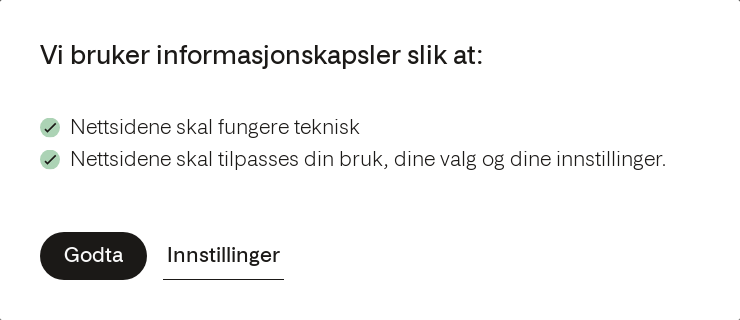 Vi bruker informasjonskapsler slik at:
Nettsidene skal fungere teknisk
Nettsidene skal tilpasses din bruk, dine valg og dine innstillinger.
Godta
Innstillinger